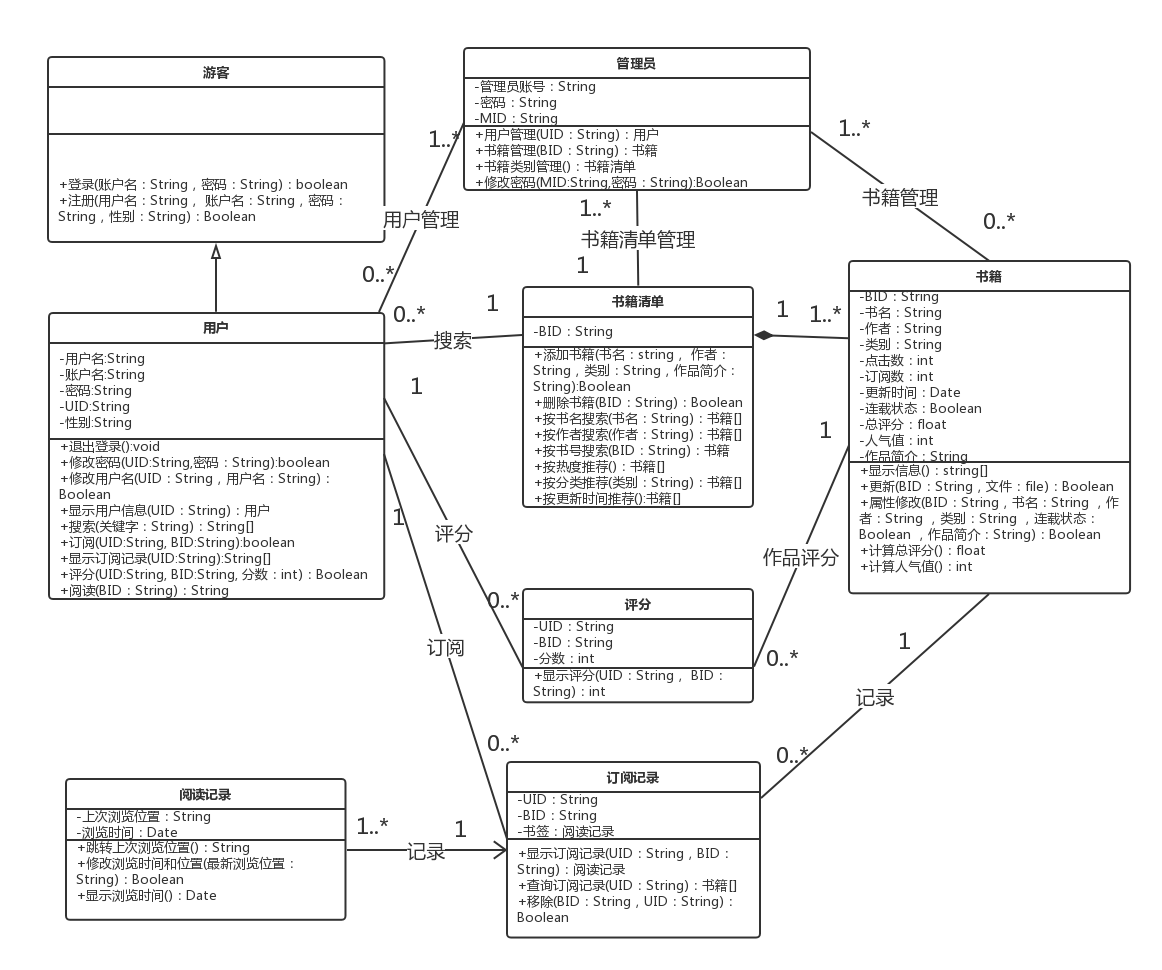 游客
+登录(账户名：String，密码：String)：boolean
+注册(用户名：String， 账户名：String，密码：
String，性别：String)：Boolean
管理员
-管理员账号：String
-密码：String
-MID：String
+用户管理(UID：String)：用户
+书籍管理(BID：String)：书籍
+书籍类别管理()：书籍清单
+修改密码(MID:String,密码：String):Boolean
1..*
用户管理
0..*
1..*
书籍管理
0..*
1..*
书籍清单管理
1
用户
-用户名:String
-账户名:String
-密码:String
-UID:String
-性别:String
+退出登录():void
+修改密码(UID:String,密码：String):boolean
+修改用户名(UID：String，用户名：String)：
Boolean
+显示用户信息(UID：String)：用户
+搜索(关键字：String)：String[]
+订阅(UID:String, BID:String):boolean
+显示订阅记录(UID:String):String[]
+评分(UID:String, BID:String, 分数：int)：Boolean
+阅读(BID：String)：String
0..*
搜索
1
书籍清单
-BID：String
+添加书籍(书名：string， 作者：
String，类别：String，作品简介：
String):Boolean
+删除书籍(BID：String)：Boolean
+按书名搜索(书名：String)：书籍[]
+按作者搜索(作者：String)：书籍[]
+按书号搜索(BID：String)：书籍
+按热度推荐()：书籍[]
+按分类推荐(类别：String)：书籍[]
+按更新时间推荐():书籍[]
1
1..*
书籍
-BID：String
-书名：String
-作者：String
-类别：String
-点击数：int
-订阅数：int
-更新时间：Date
-连载状态：Boolean
-总评分：float
-人气值：int
-作品简介：String
+显示信息()：string[]
+更新(BID：String，文件：file)：Boolean
+属性修改(BID：String，书名：String ，作
者：String ，类别：String ，连载状态：
Boolean ，作品简介：String)：Boolean
+计算总评分()：float
+计算人气值()：int
1
评分
0..*
1
作品评分
0..*
评分
-UID：String
-BID：String
-分数：int
+显示评分(UID：String， BID：
String)：int
1
订阅
0..*
1
记录
0..*
订阅记录
-UID：String
-BID：String
-书签：阅读记录
+显示订阅记录(UID：String，BID：
String)：阅读记录
+查询订阅记录(UID：String)：书籍[]
+移除(BID：String，UID：String)：
Boolean
阅读记录
-上次浏览位置：String
-浏览时间：Date
+跳转上次浏览位置()：String
+修改浏览时间和位置(最新浏览位置：
String)：Boolean
+显示浏览时间()：Date
1..*
记录
1